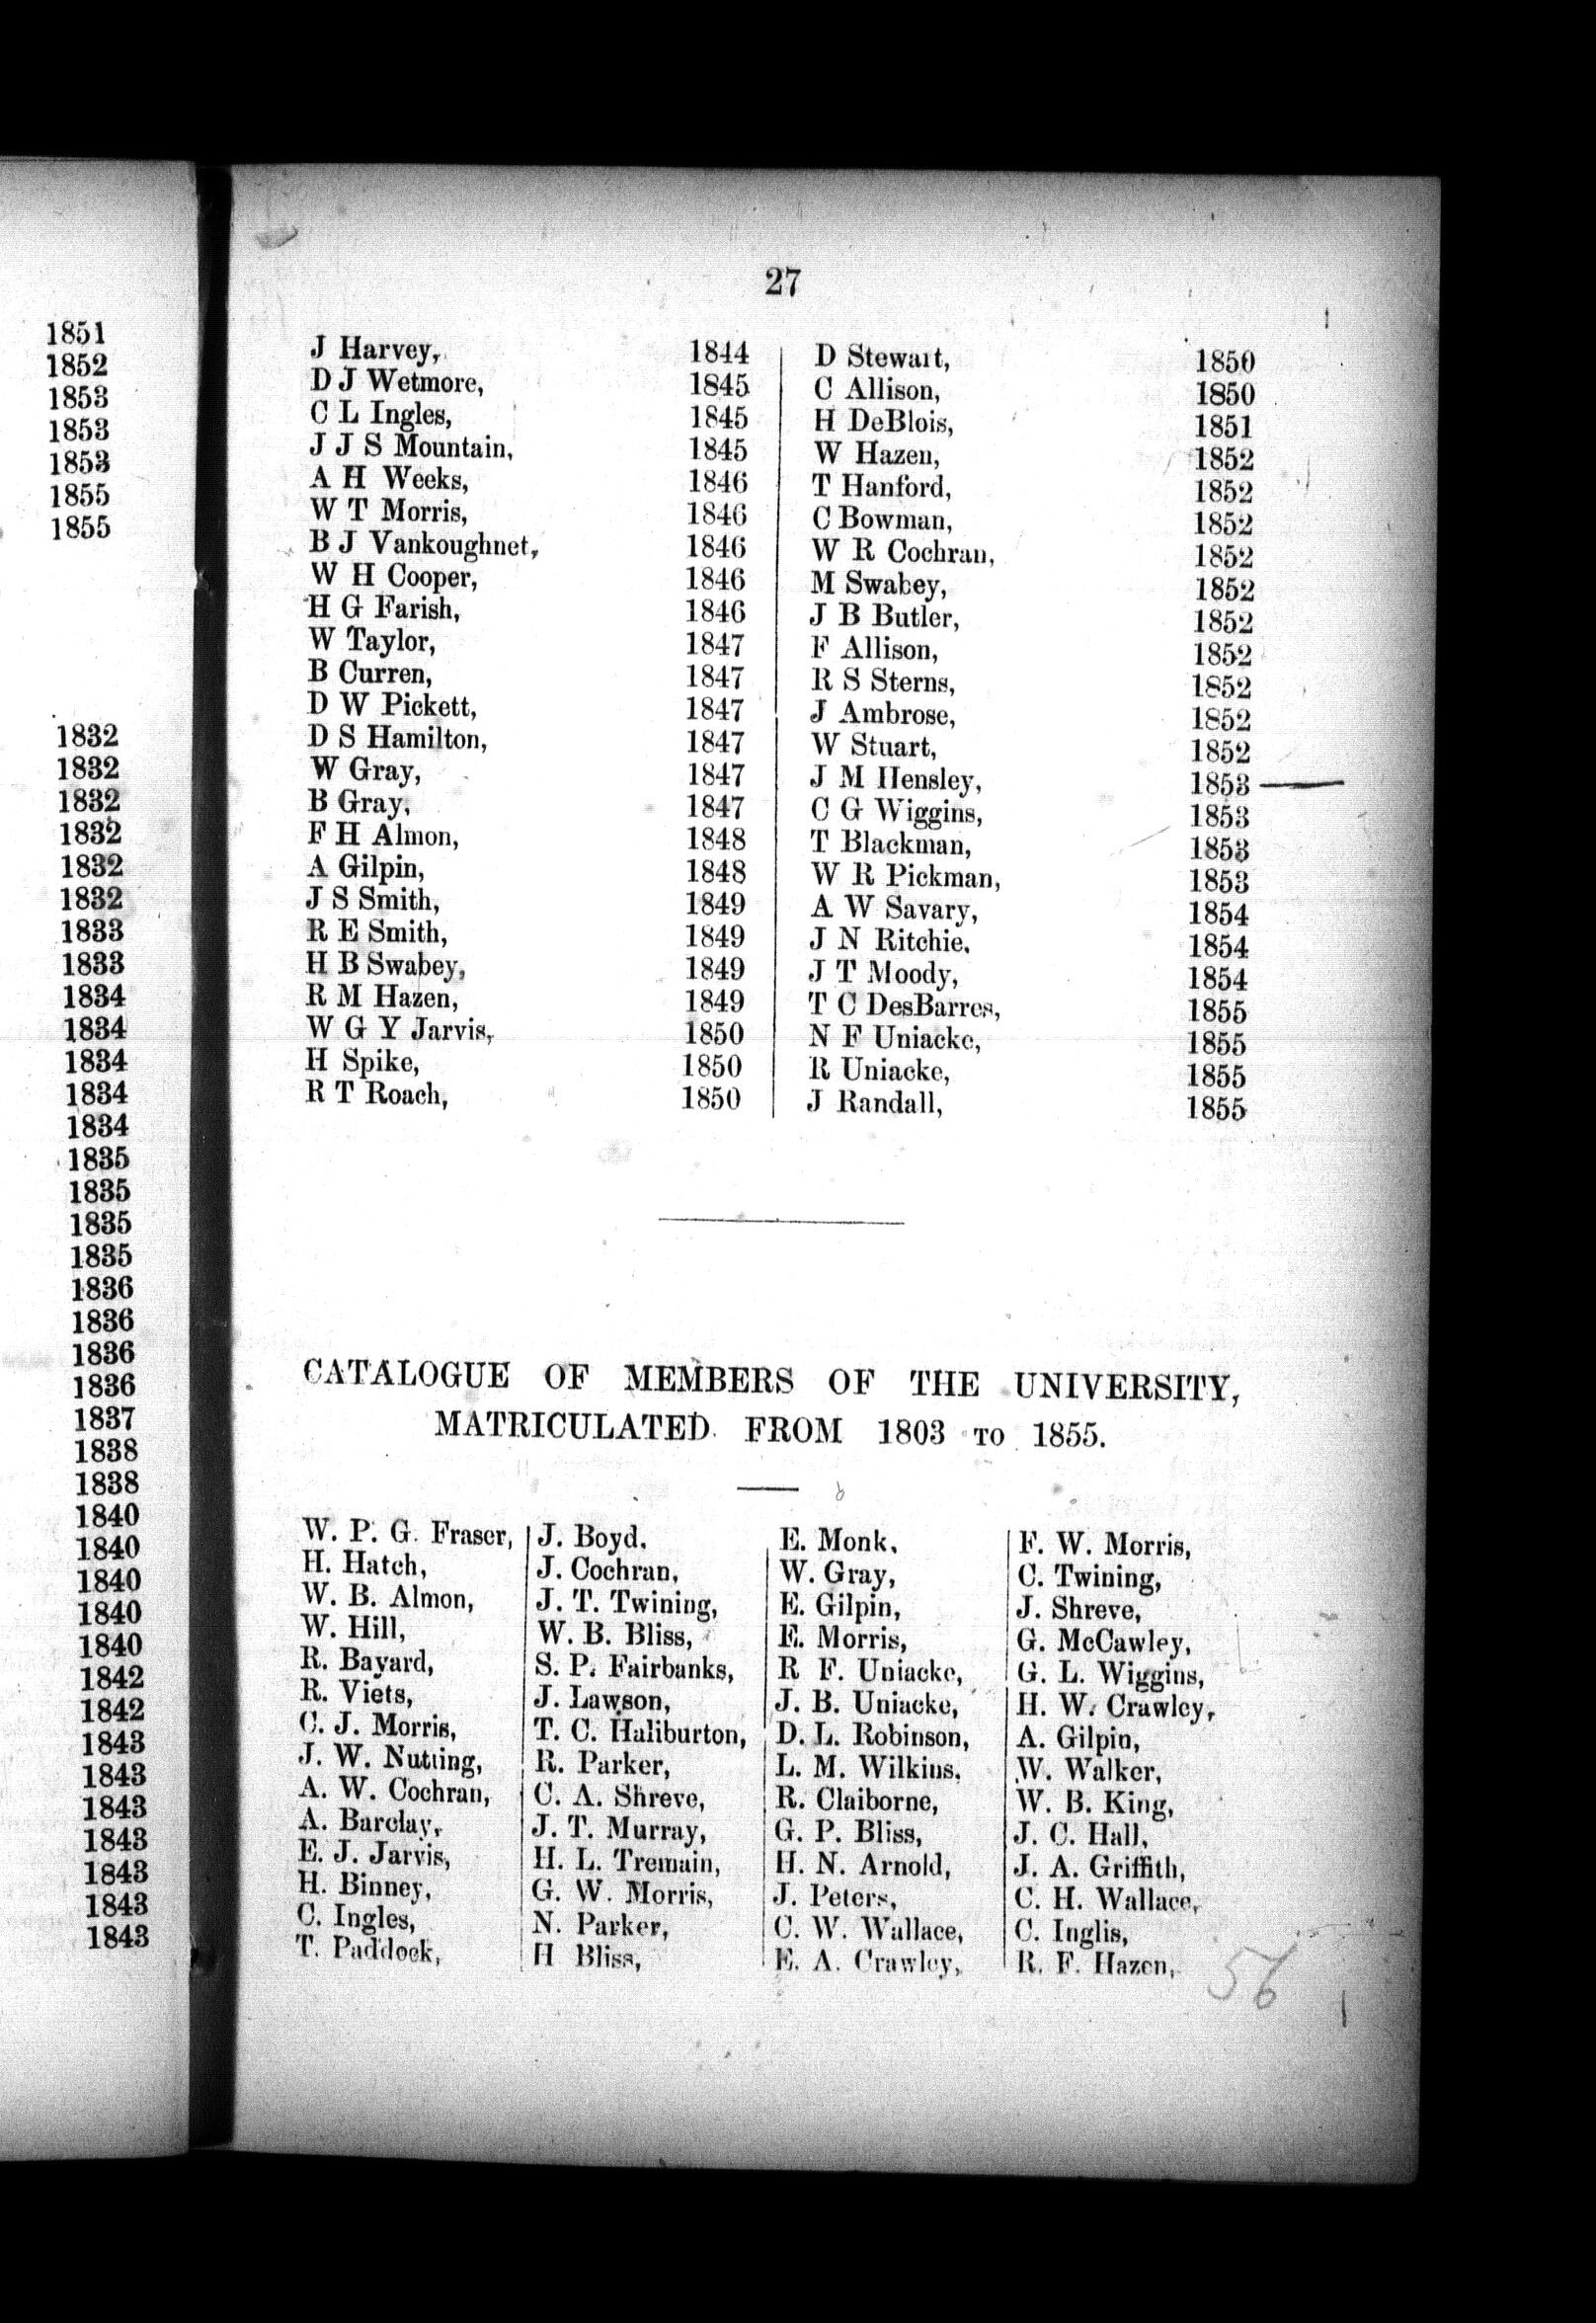 1851
1852
1853
1853
1853
1855
1855
1832
1832
1832
1832
1832
1832
1833
1833
1834
1834
1834
1834
1834
1835
1835
1835
1835
1836
1836
1836
1836
1837
1838
1838
1840
1840
1840
1840
1840
1842
1842
1843
1843
1843
1843
1843
1843
1843
27
J Harvey, 1844
D J Wetmore, 1845
C L Ingles, 1845
J J S Mountain, 1845
A H Weeks, 1846
W T Morris, 1846
B J Vankoughnet, 1846
W H Cooper, 1846
H G Farish, 1846
W Taylor, 1847
B Curren, 1847
D W Pickett, 1847
D S Hamilton, 1847
W Gray, 1847
B Gray, 1847
F H Almon, 1848
A Gilpin, 1848
J S Smith, 1849
R E Smith, 1849
H B Swabey, 1849
R M Hazen, 1849
W G Y Jarvis, 1850
H Spike, 1850
R T Roach, 1850
D Stewart, 1850
C Allison, 1850
H DeBlois, 1851
W Hazen, 1852
T Hanford, 1852
C Bowman, 1852
W R Cochran, 1852
M Swabey, 1852
J B Butler, 1852
F Allison, 1852
R S Sterns, 1852
J Ambrose, 1852
W Stuart, 1852
J M Hensley, 1853
C G Wiggins, 1853
T Blackman, 1853
W R Pickman, 1853
A W Savary, 1854
J N Ritchie. 1854
J T Moody, 1854
T C DesBarres, 1855
N F Uniacke, 1855
R Uniacke, 1855
J Randall, 1855
CATALOGUE OF MEMBERS OF THE UNIVERSITY,
MATRICULATED FROM 1803 TO 1855.
W. P. G. Fraser,
H. Hatch,
W. B. Almon,
W. Hill,
R. Bayard,
R. Viets,
C. J. Morris,
J. W. Nutting,
A. W. Cochran,
A. Barclay,
E. J. Jarvis,
H. Binney,
C. Ingles,
T. Paddock,
J. Boyd.
J. Cochran,
J. T. Twining,
W. B. Bliss,
S. P. Fairbanks,
J. Lawson,
T. C. Haliburton,
R. Parker,
C. A. Shreve,
J. T. Murray,
H. L. Tremain,
G. W. Morris,
N. Parker,
H Bliss,
E. Monk.
W. Gray,
E. Gilpin,
E. Morris,
R F. Uniacke,
J. B. Uniacke,
D. L. Robinson,
L. M. Wilkins.
R. Claiborne,
G. P. Bliss,
H. N. Arnold,
J. Peters,
C. W. Wallace,
E. A. Crawley,
F. W. Morris,
C. Twining,
J. Shreve,
G. McCawley,
G. L. Wiggins,
H. W. Crawley,
A. Gilpin,
W. Walker,
W. B. King,
J. C. Hall,
J. A. Griffith,
C. H. Wallace,
C. Inglis,
R. F. Hazen,
56